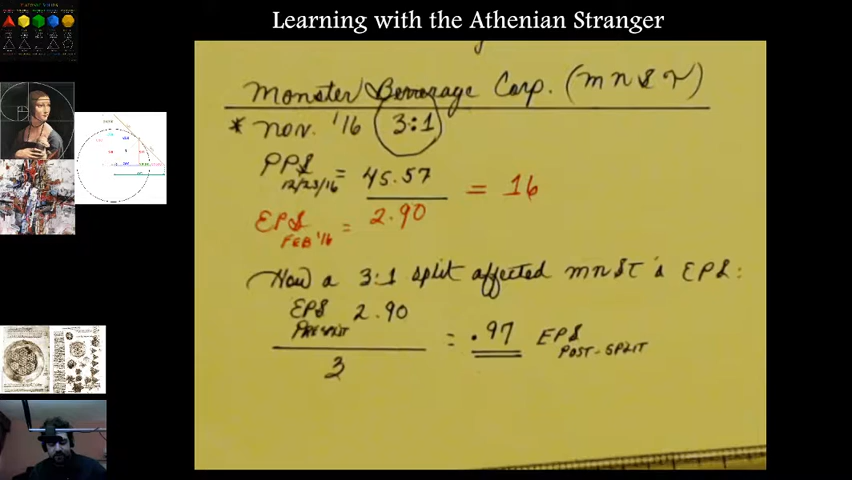 Learning with the Athenian Stranger
Monster Beverage Corp. (MNST)
* Nov. '16 3:1
PPS 12/23/16 = 45.57
= 16
EPS FEB '16 = 2.90
How a 3:1 split affected MNST's EPS:
EPS PRESPLIT 2.90
= .97 EPS POST-SPLIT
3